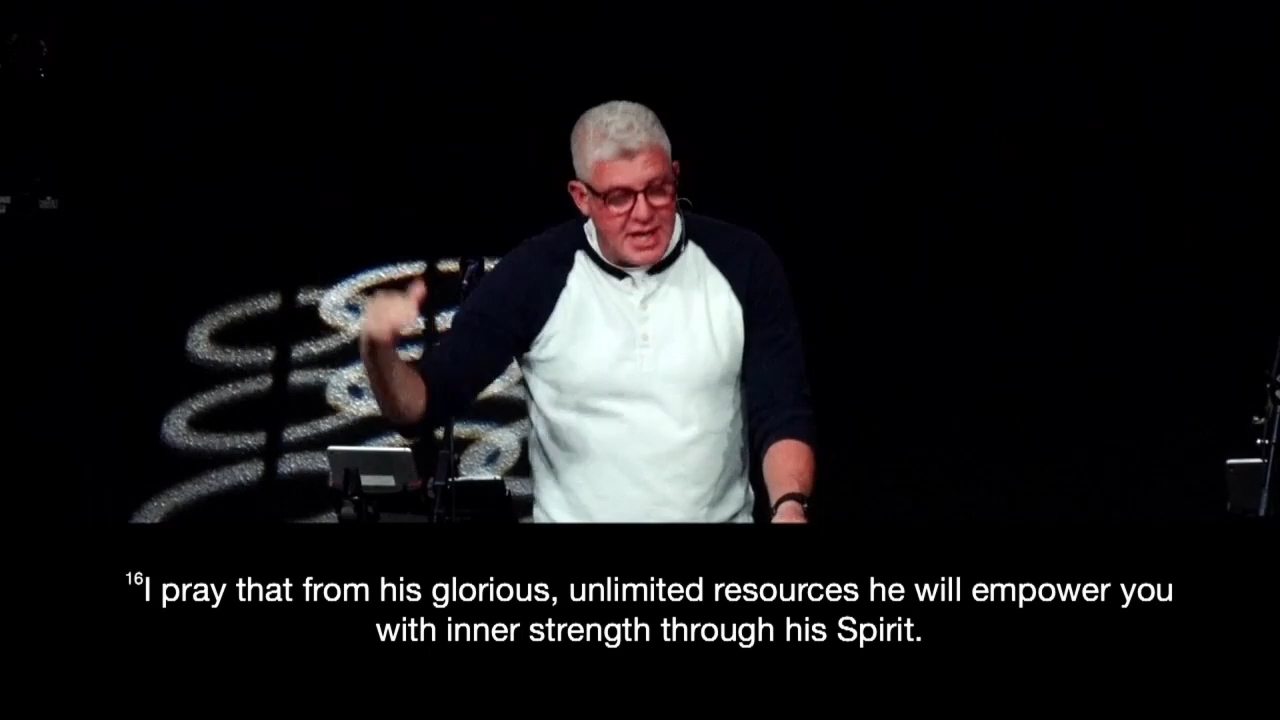 ¹⁶I pray that from his glorious, unlimited resources he will empower you
with inner strength through his Spirit.